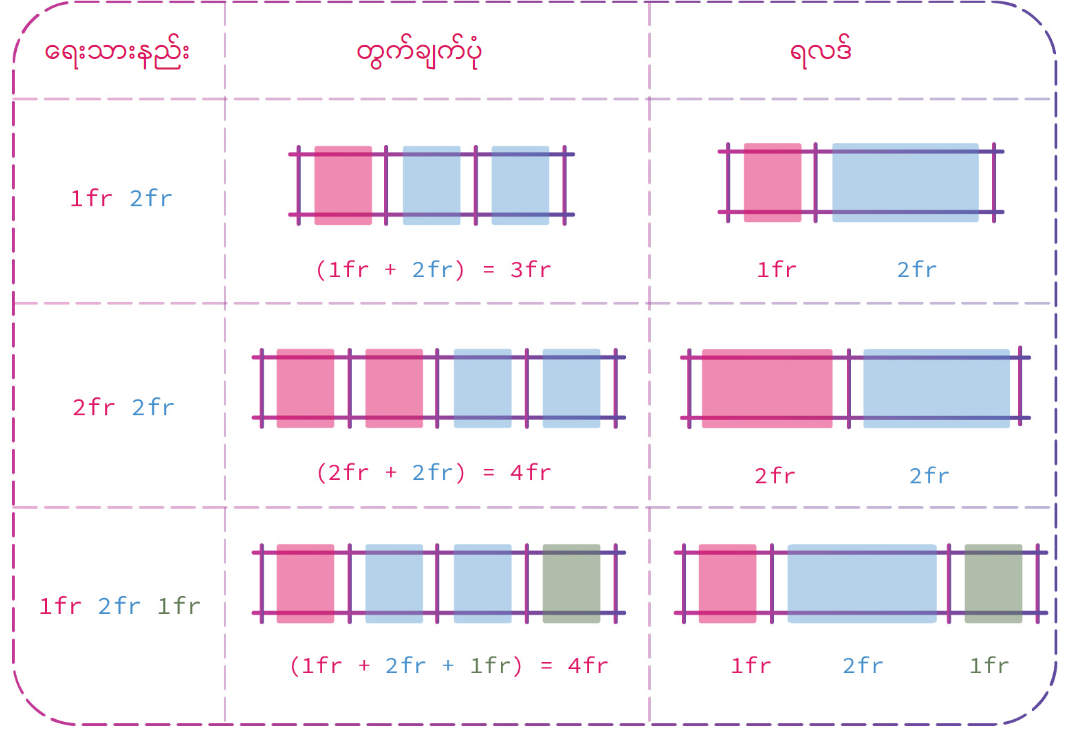 ရေးသားနည်း တွက်ချက်ပုံ ရလဒ်
1fr 2fr
(1fr + 2fr) = 3fr
1fr 2fr
2fr 2fr
(2fr + 2fr) = 4fr
2fr 2fr
1fr 2fr 1fr
(1fr + 2fr + 1fr) = 4fr
1fr 2fr 1fr